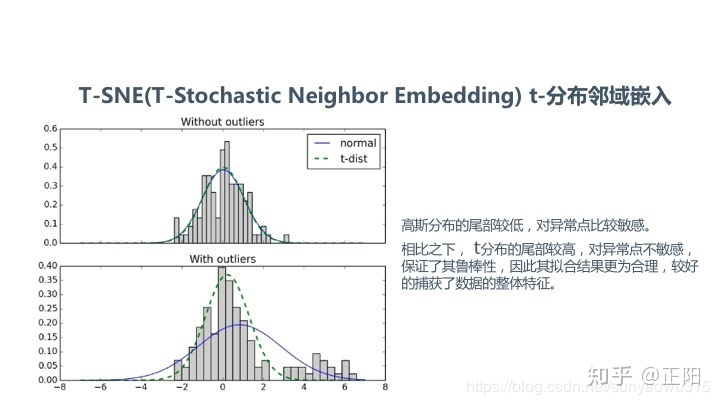 T-SNE(T-Stochastic Neighbor Embedding) t-分布邻域嵌入
Without outliers
0.6
0.5
0.4
0.3
0.2
0.1
0.0
normal
t-dist
With outliers
0.40
0.35
0.30
0.25
0.20
0.15
0.10
0.05
0.00
−8 −6 −4 −2 0 2 4 6 8
高斯分布的尾部较低，对异常点比较敏感。
相比之下， t分布的尾部较高，对异常点不敏感，
保证了其鲁棒性，因此其拟合结果更为合理，较好
的捕获了数据的整体特征。
知乎 @正阳